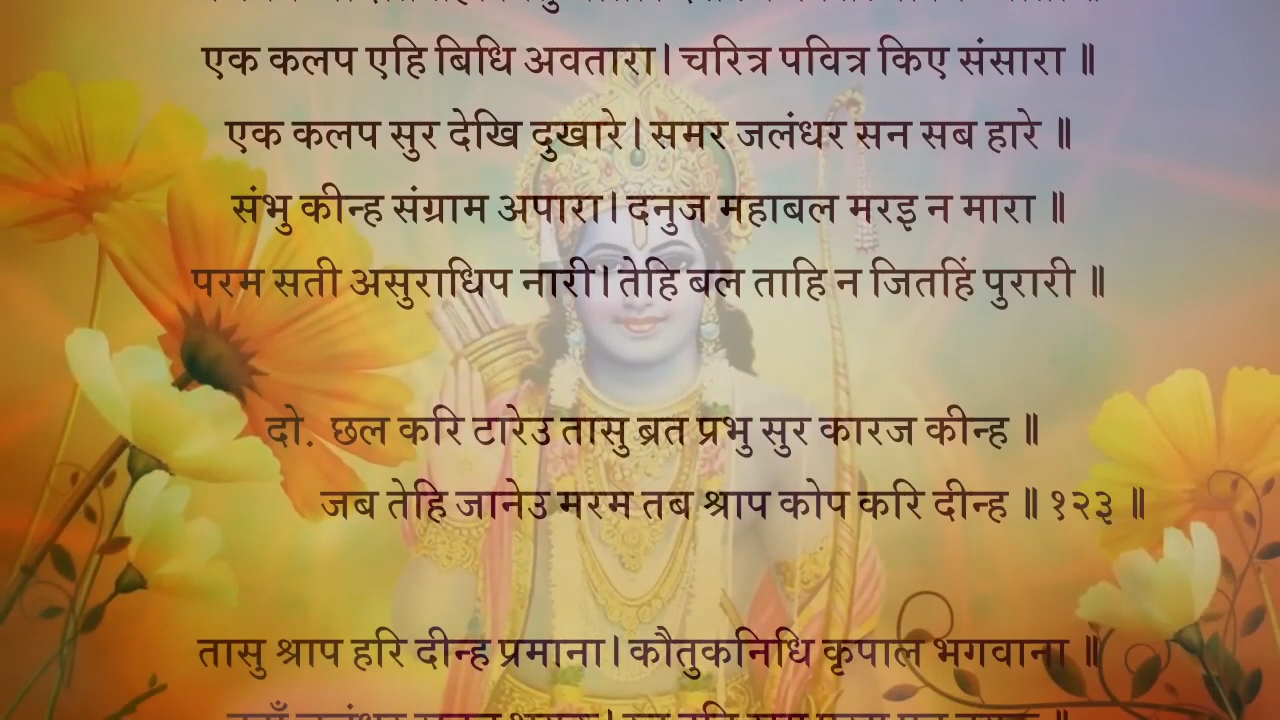 एक कलप एहि बिधि अवतारा। चरित्र पवित्र किए संसारा ॥
एक कलप सुर देखि दुखारे। समर जलंधर सन सब हारे ॥
संभु कीन्ह संग्राम अपारा। दनुज महाबल मरइ न मारा ॥
परम सती असुराधिप नारी। तेहि बल ताहि न जितहिं पुरारी ॥
दो. छल करि टारेउ तासु ब्रत प्रभु सुर कारज कीन्ह ॥
जब तेहि जानेउ मरम तब श्राप कोप करि दीन्ह ॥ १२३ ॥
तासु श्राप हरि दीन्ह प्रमाना। कौतुकनिधि कृपाल भगवाना ॥